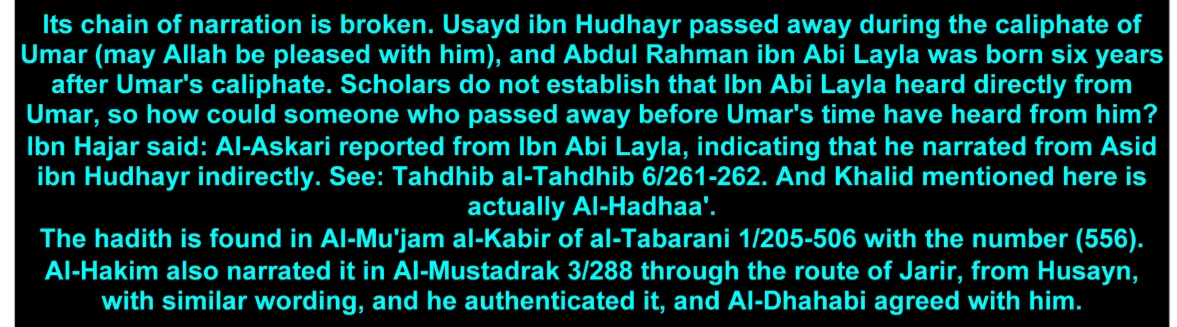 Its chain of narration is broken. Usayd ibn Hudhayr passed away during the caliphate of
Umar (may Allah be pleased with him), and Abdul Rahman ibn Abi Layla was born six years
after Umar's caliphate. Scholars do not establish that Ibn Abi Layla heard directly from
Umar, so how could someone who passed away before Umar's time have heard from him?
Ibn Hajar said: Al-Askari reported from Ibn Abi Layla, indicating that he narrated from Asid
ibn Hudhayr indirectly. See: Tahdhib al-Tahdhib 6/261-262. And Khalid mentioned here is
actually Al-Hadhaa'.
The hadith is found in Al-Mu'jam al-Kabir of al-Tabarani 1/205-506 with the number (556).
Al-Hakim also narrated it in Al-Mustadrak 3/288 through the route of Jarir, from Husayn,
with similar wording, and he authenticated it, and Al-Dhahabi agreed with him.